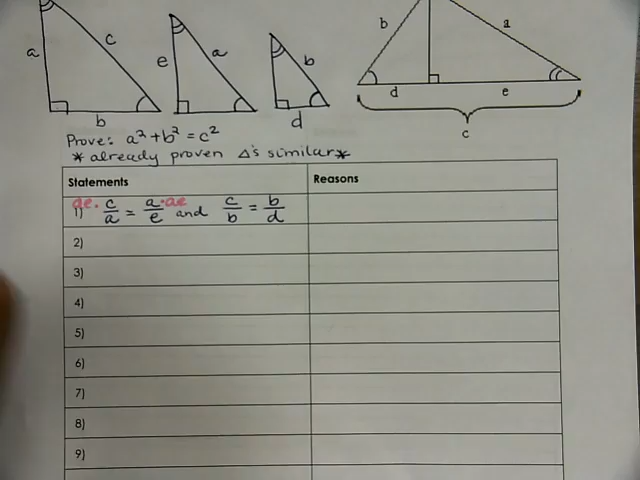 a
c
b
e
a
b
d
b
a
d
e
c
Prove: a² + b² = c²
*already proven Δ's similar*
Statements
Reasons
ae· c/a = a/e ·ae and c/b = b/d
1)
2)
3)
4)
5)
6)
7)
8)
9)